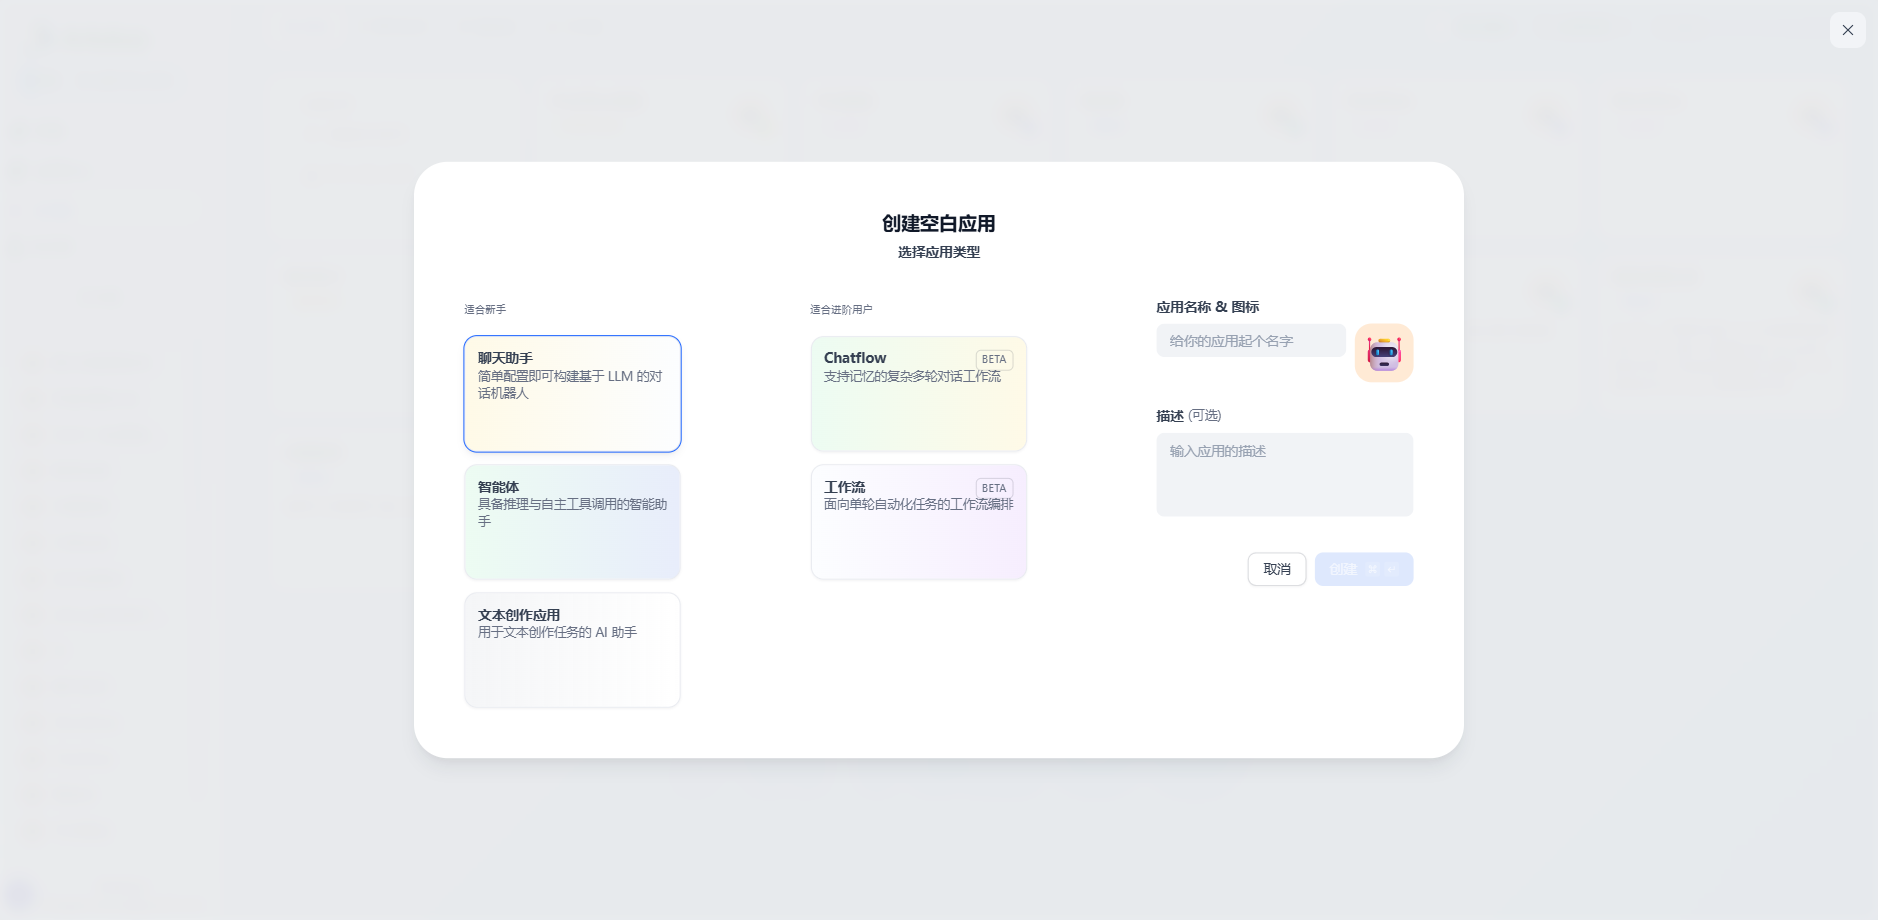 创建空白应用
选择应用类型
适合新手
聊天助手
简单配置即可构建基于 LLM 的对
话机器人
智能体
具备推理与自主工具调用的智能助
手
文本创作应用
用于文本创作任务的 AI 助手
适合进阶用户
Chatflow
BETA
支持记忆的复杂多轮对话工作流
工作流
BETA
面向单轮自动化任务的工作流编排
应用名称 & 图标
给你的应用起个名字
描述 (可选)
输入应用的描述
取消
创建 ⌘ ↵